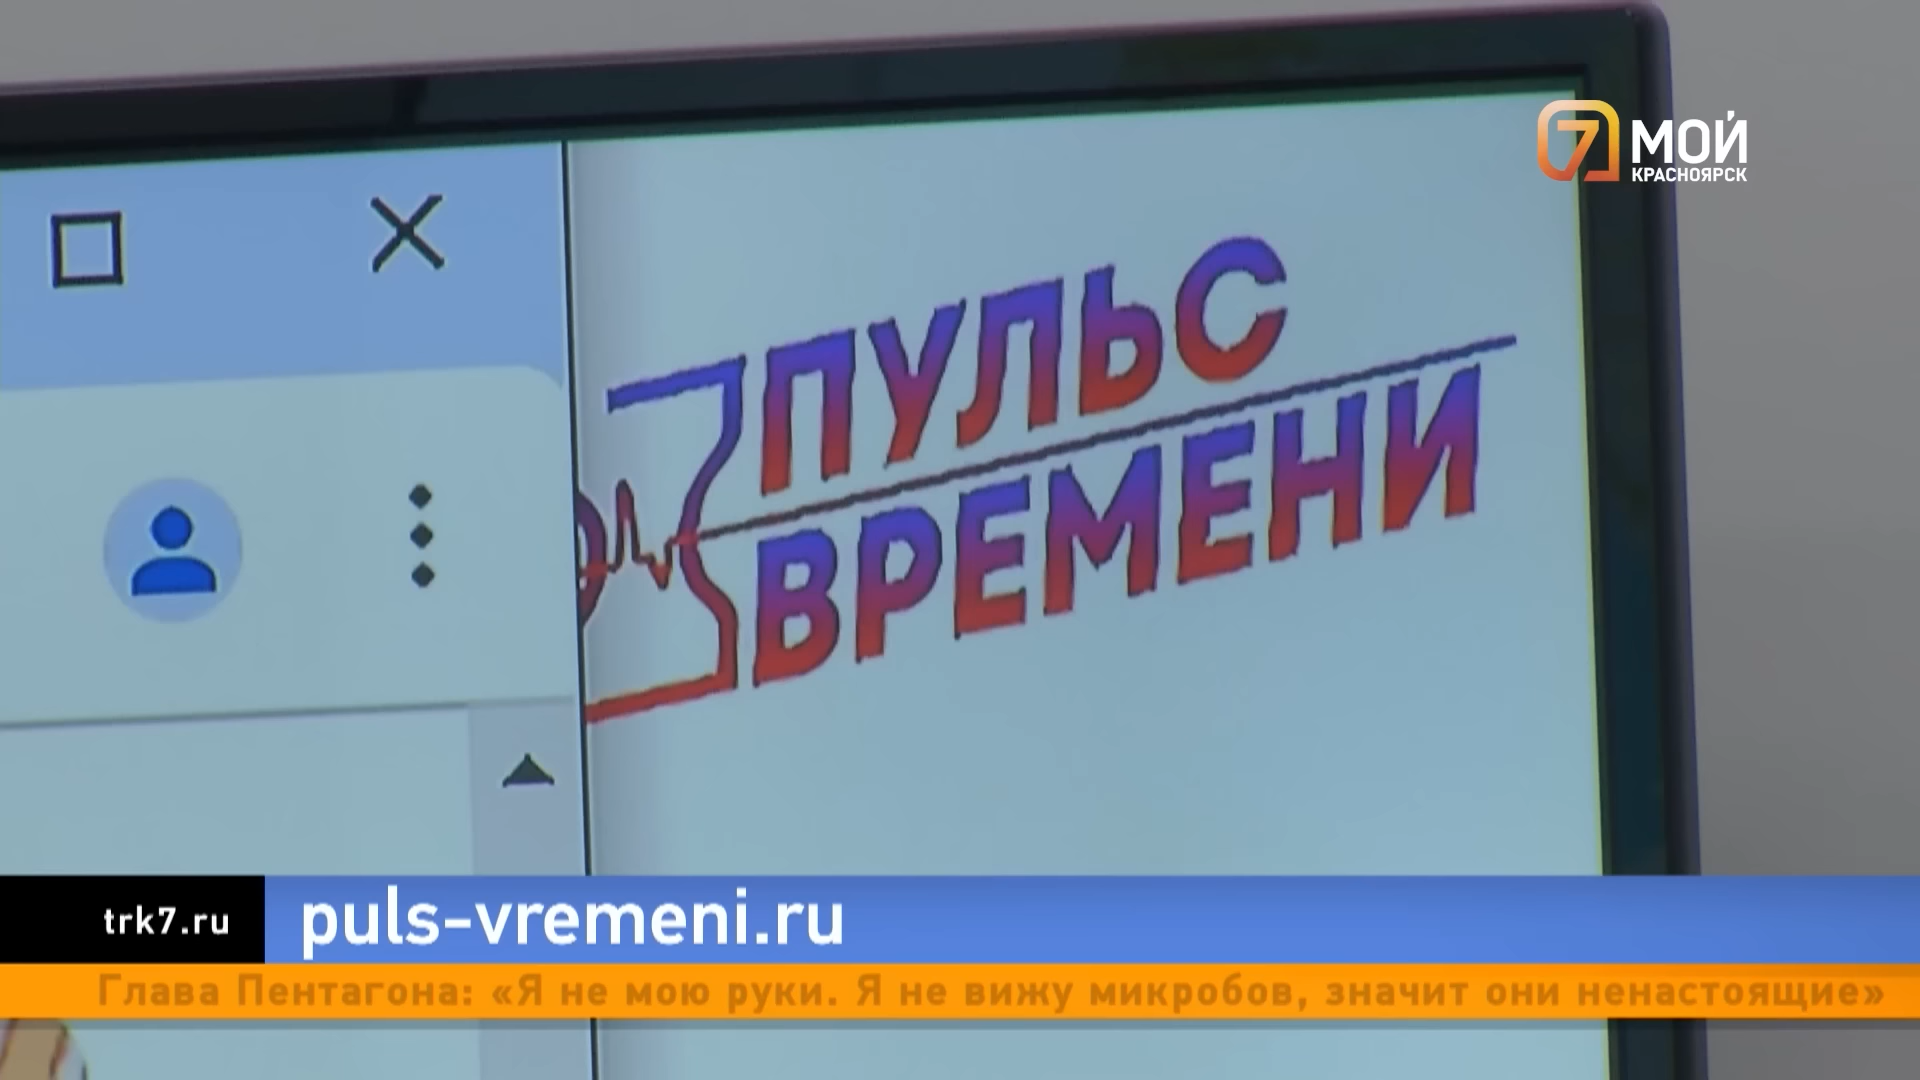 7 МОЙ
КРАСНОЯРСК
ПУЛЬС
ВРЕМЕНИ
trk7.ru
puls-vremeni.ru
Глава Пентагона: «Я не мою руки. Я не вижу микробов, значит они ненастоящие»